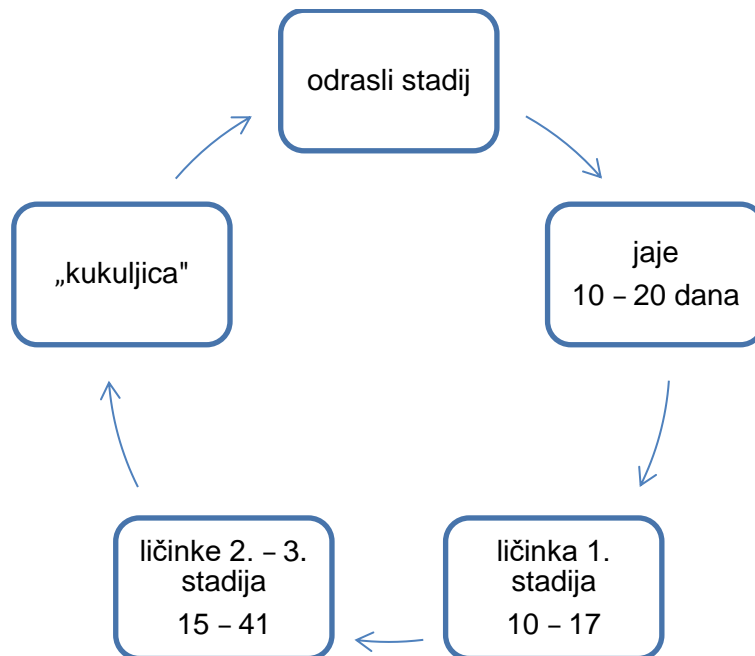 odrasli stadij
jaje
10 – 20 dana
ličinka 1.
stadija
10 – 17
ličinke 2. – 3.
stadija
15 – 41
„kukuljica"